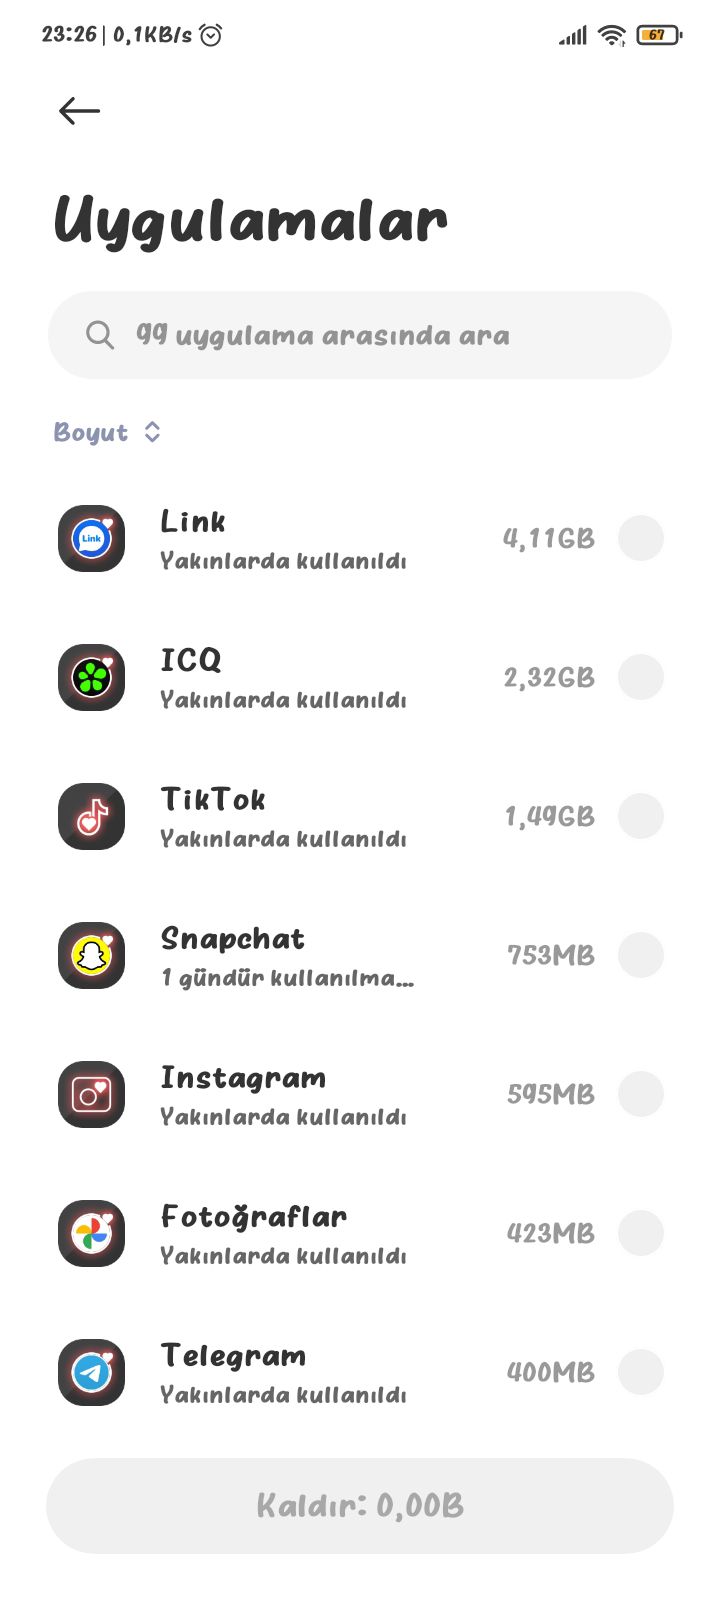 23:26 | 0,1KB/s
67
Uygulamalar
99 uygulama arasında ara
Boyut
Link
Link
Yakınlarda kullanıldı
4,11GB
ICQ
Yakınlarda kullanıldı
2,32GB
TikTok
Yakınlarda kullanıldı
1,49GB
Snapchat
1 gündür kullanılma...
753MB
Instagram
Yakınlarda kullanıldı
595MB
Fotoğraflar
Yakınlarda kullanıldı
423MB
Telegram
Yakınlarda kullanıldı
400MB
Kaldır: 0,00B